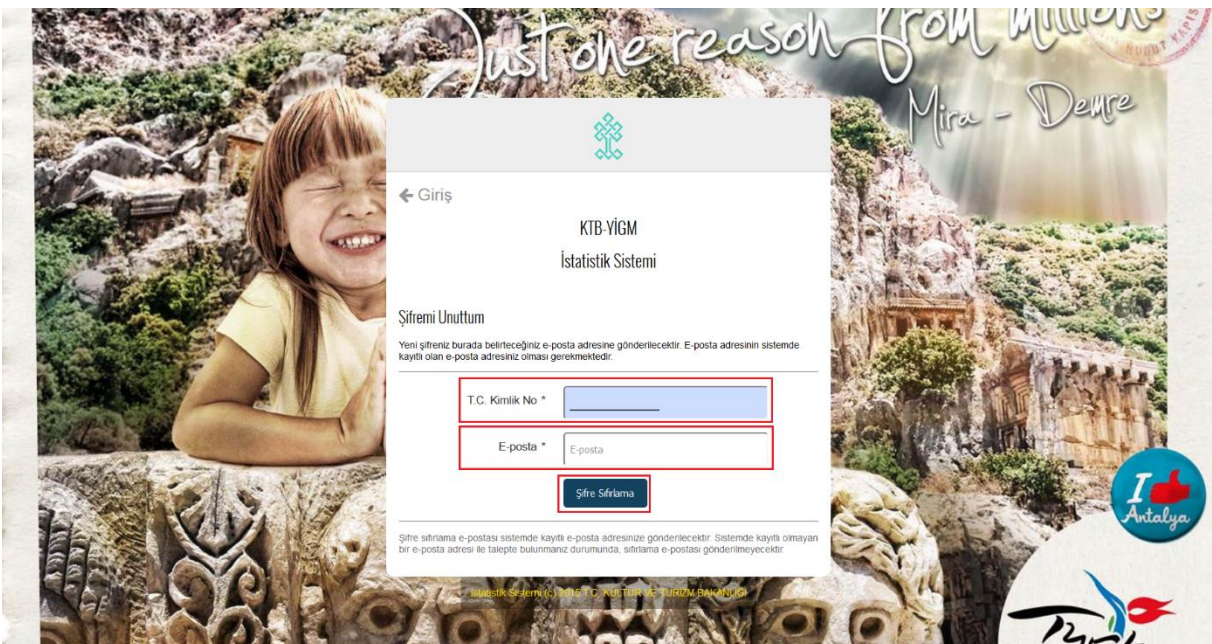 Just one reason from millions
HUDUT KAPISI
Mira - Demre
Giriş
KTB-YİGM
İstatistik Sistemi
Şifremi Unuttum
Yeni şifreniz burada belirteceğiniz e-posta adresine gönderilecektir. E-posta adresinin sistemde
kayıtlı olan e-posta adresiniz olması gerekmektedir.
T.C. Kimlik No *
E-posta *
E-posta
Şifre Sıfırlama
Şifre sıfırlama e-postası sistemde kayıtlı e-posta adresinize gönderilecektir. Sistemde kayıtlı olmayan
bir e-posta adresi ile talepte bulunmanız durumunda, sıfırlama e-postası gönderilmeyecektir.
İstatistik Sistemi (c) 2015 T.C. KÜLTÜR VE TURİZM BAKANLIĞI
I
Antalya